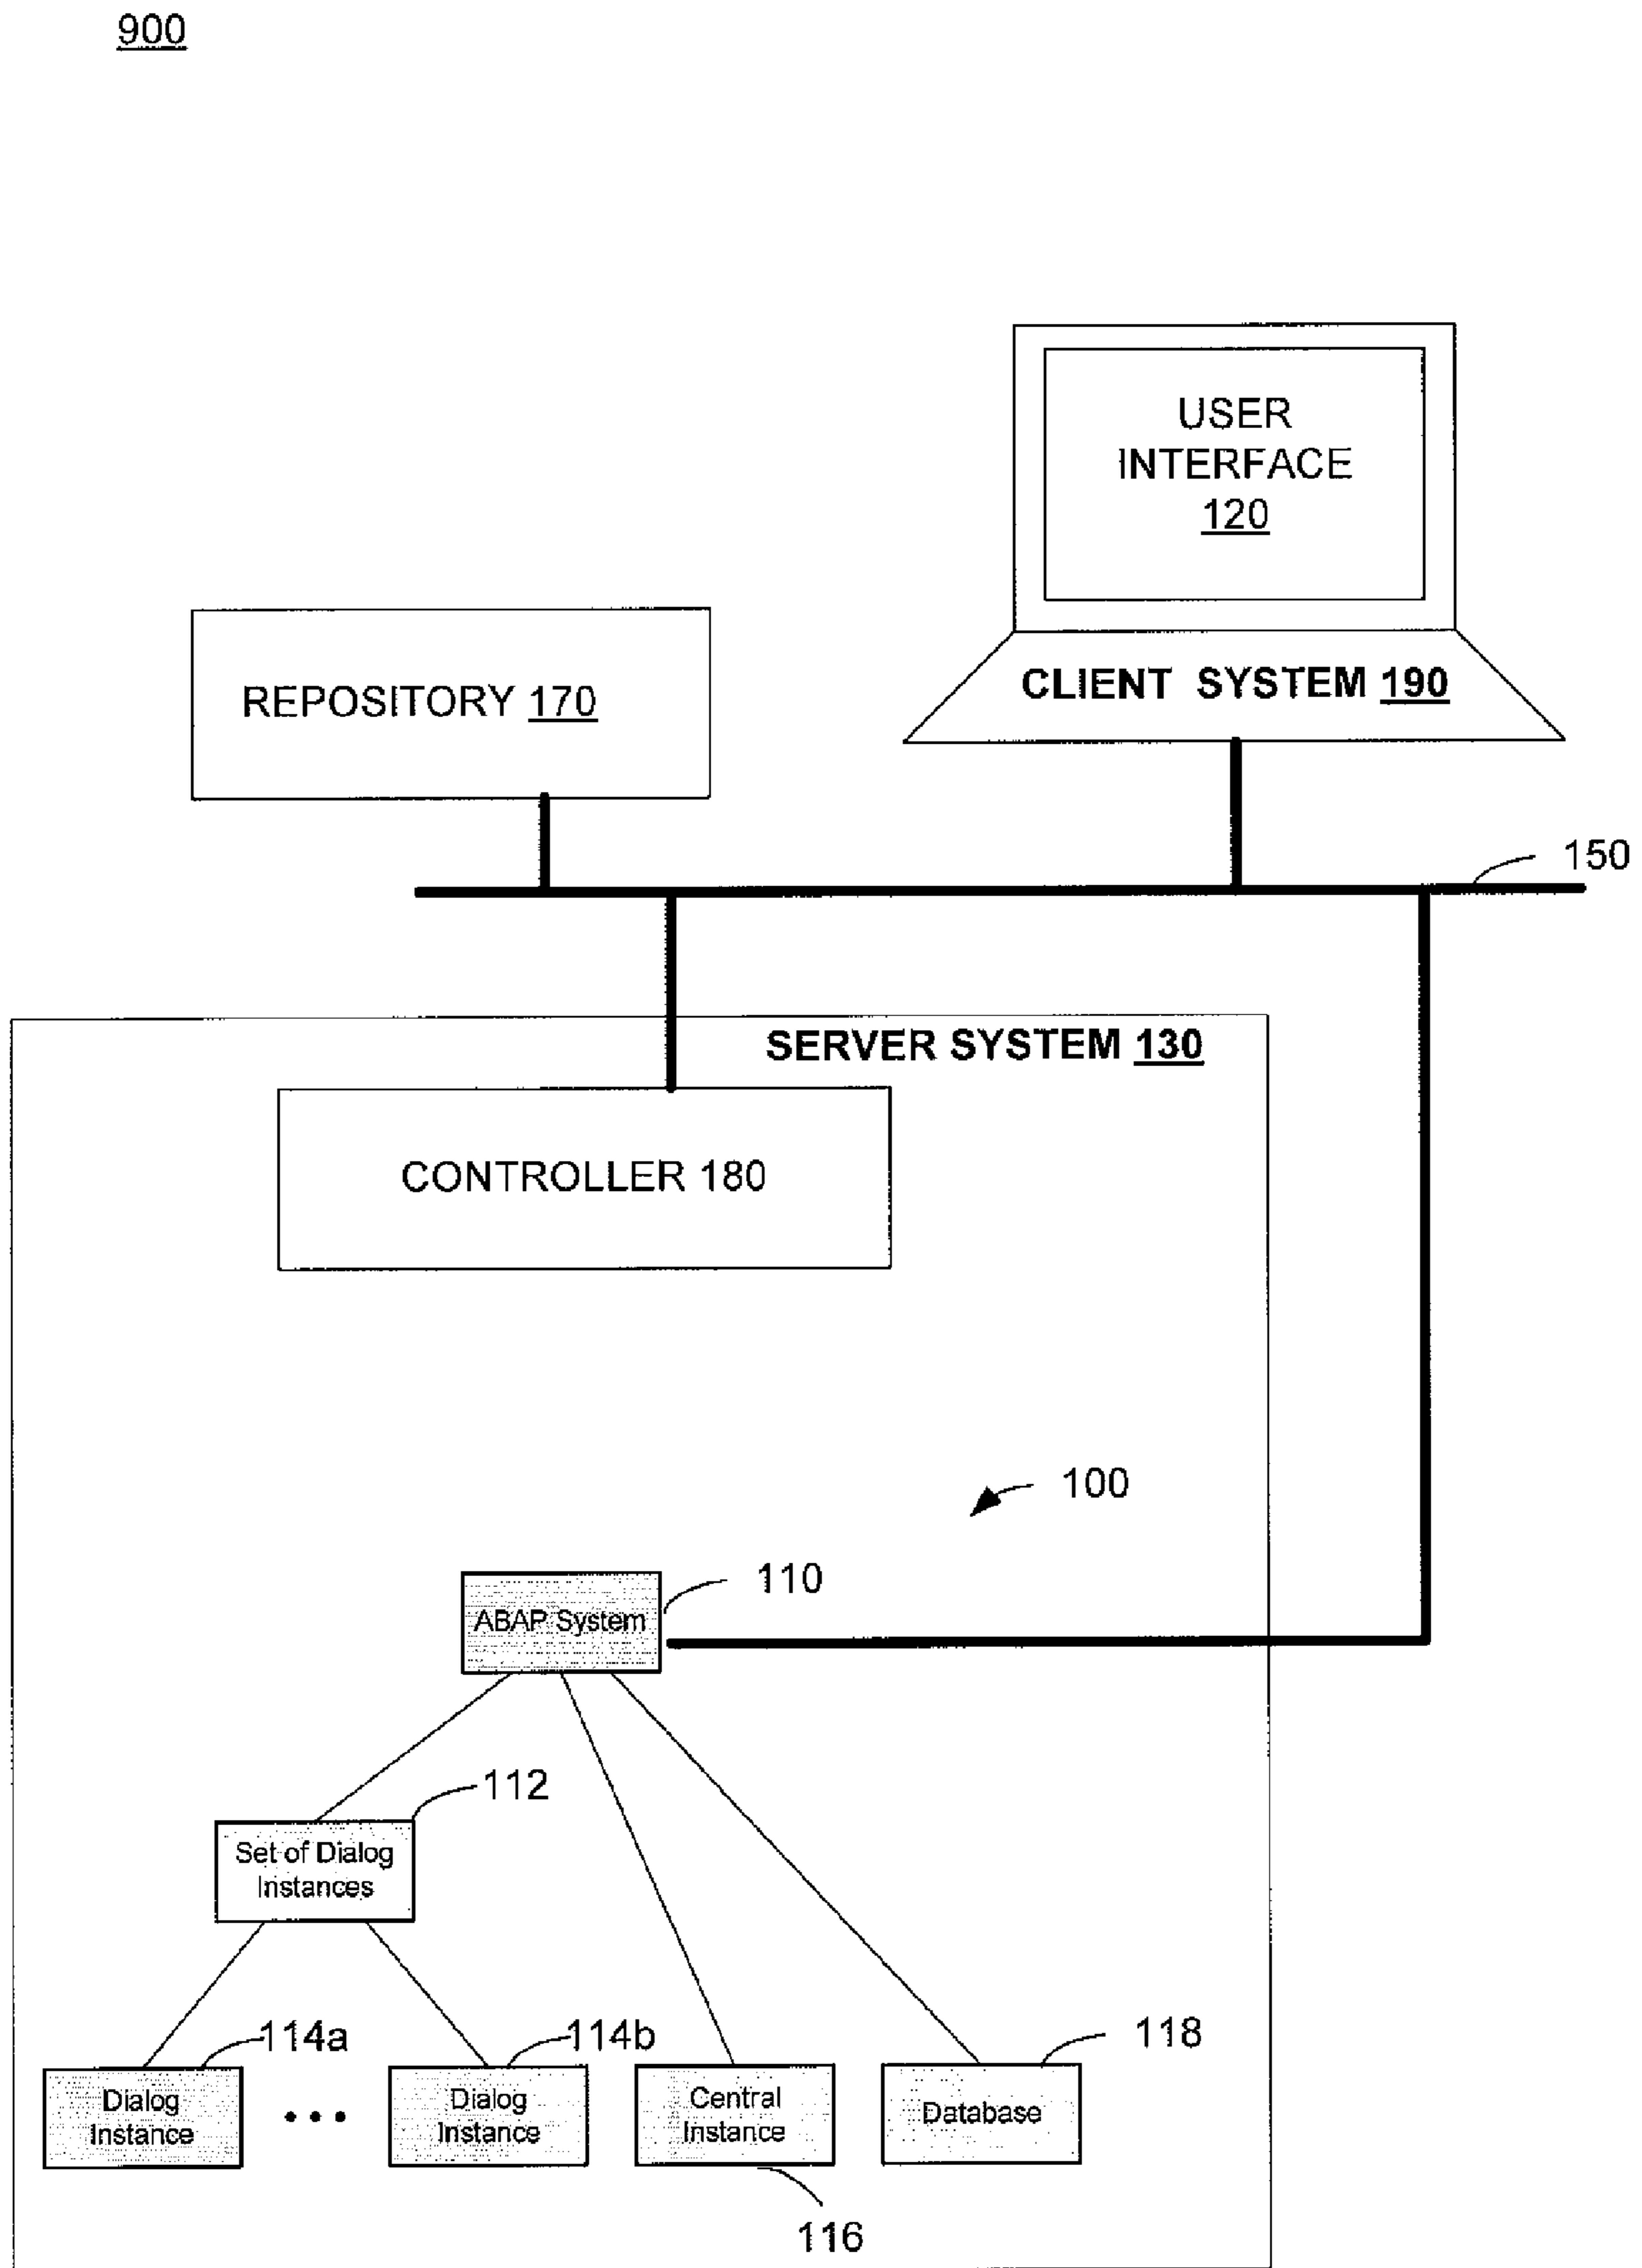 900
USER
INTERFACE
120
CLIENT SYSTEM 190
REPOSITORY 170
150
SERVER SYSTEM 130
CONTROLLER 180
100
110
ABAP System
112
Set of Dialog
Instances
114a
114b
118
Dialog
Instance
Dialog
Instance
Central
Instance
Database
116